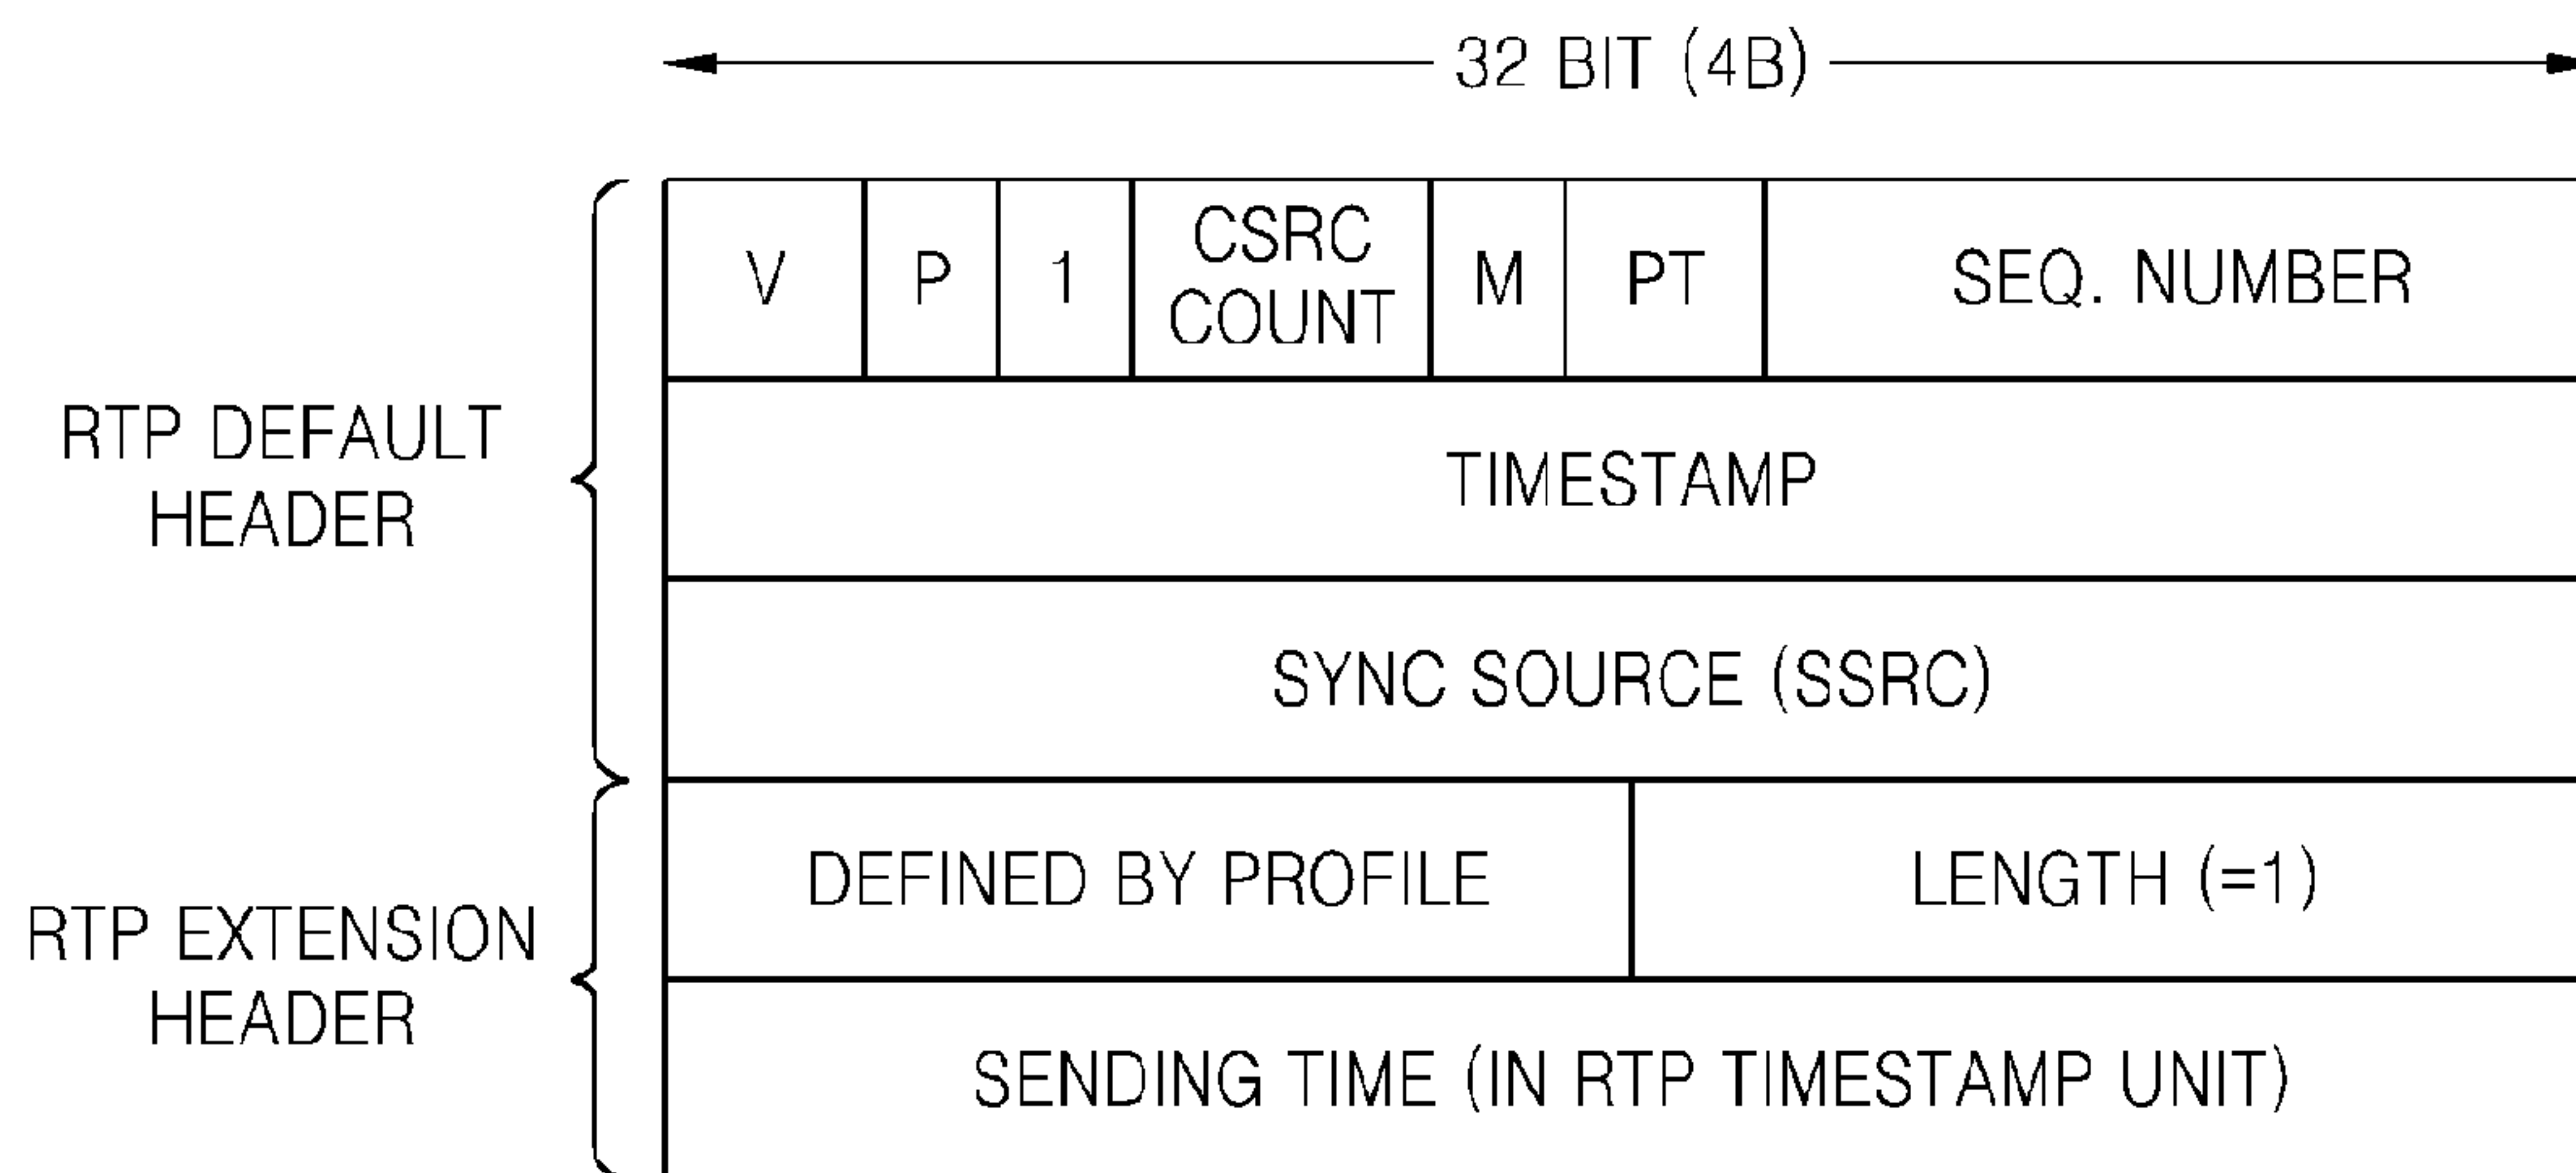 32 BIT (4B)
V
P
1
CSRC
COUNT
M
PT
SEQ. NUMBER
RTP DEFAULT
HEADER
TIMESTAMP
SYNC SOURCE (SSRC)
DEFINED BY PROFILE
LENGTH (=1)
RTP EXTENSION
HEADER
SENDING TIME (IN RTP TIMESTAMP UNIT)